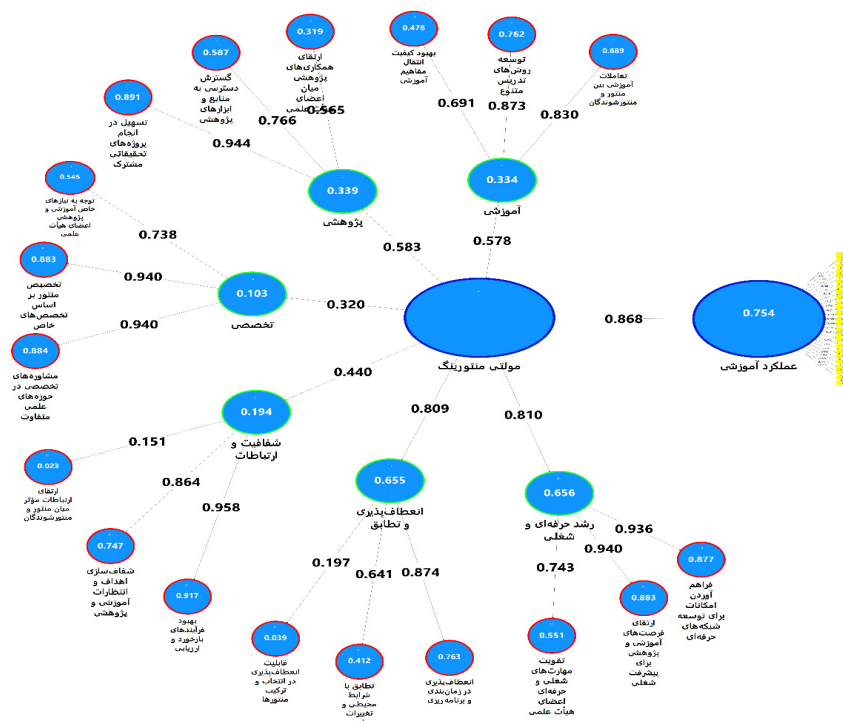 0.319
ارتقای
همکاری‌های
پژوهشی
میان
اعضای
علمی
0.565
0.587
گسترش
دسترسی به
منابع و
ابزارهای
پژوهشی
0.766
0.891
تسهیل در
انجام
پروژه‌های
تحقیقاتی
مشترک
0.944
0.476
بهبود کیفیت
انتقال
مفاهیم
آموزشی
0.691
0.762
توسعه
روش‌های
تدریس
متنوع
0.873
0.689
تعاملات
آموزشی بین
منتور و
منتورشوندگان
0.830
0.339
پژوهشی
0.583
0.334
آموزشی
0.578
0.545
توجه به نیازهای
خاص آموزشی و
پژوهشی
اعضای هیأت
علمی
0.738
0.883
تخصیص
منتور بر
اساس
تخصص‌های
خاص
0.940
0.884
مشاوره‌های
تخصصی در
حوزه‌های
علمی
متفاوت
0.940
0.103
تخصصی
0.320
مولتی منتورینگ
0.868
0.754
عملکرد آموزشی
0.440
0.194
شفافیت و
ارتباطات
0.151
0.023
ارتقای
ارتباطات مؤثر
میان منتور و
منتورشوندگان
0.864
0.747
شفاف‌سازی
اهداف و
انتظارات
آموزشی و
پژوهشی
0.958
0.917
بهبود
فرآیندهای
بازخورد و
ارزیابی
0.809
0.655
انعطاف‌پذیری
و تطابق
0.197
0.039
قابلیت
انعطاف‌پذیری
در انتخاب و
ترکیب
منتورها
0.641
0.412
تطابق با
شرایط
محیطی و
تغییرات
0.874
0.763
انعطاف‌پذیری
در زمان‌بندی
و برنامه‌ریزی
0.810
0.656
رشد حرفه‌ای و
شغلی
0.743
0.551
تقویت
مهارت‌های
شغلی و
حرفه‌ای
اعضای
هیأت علمی
0.940
0.883
ارتقای
فرصت‌های
آموزشی و
پژوهشی
برای
پیشرفت
شغلی
0.936
0.877
فراهم
آوردن
امکانات
برای توسعه
شبکه‌های
حرفه‌ای